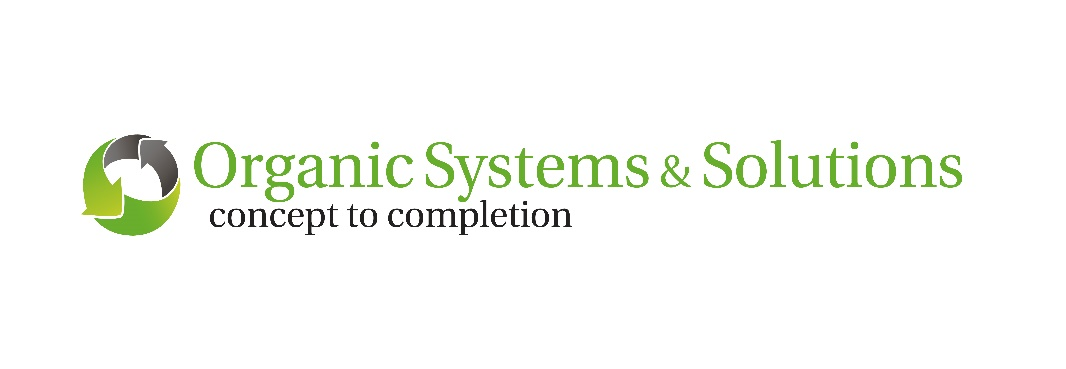 Organic Systems & Solutions
concept to completion